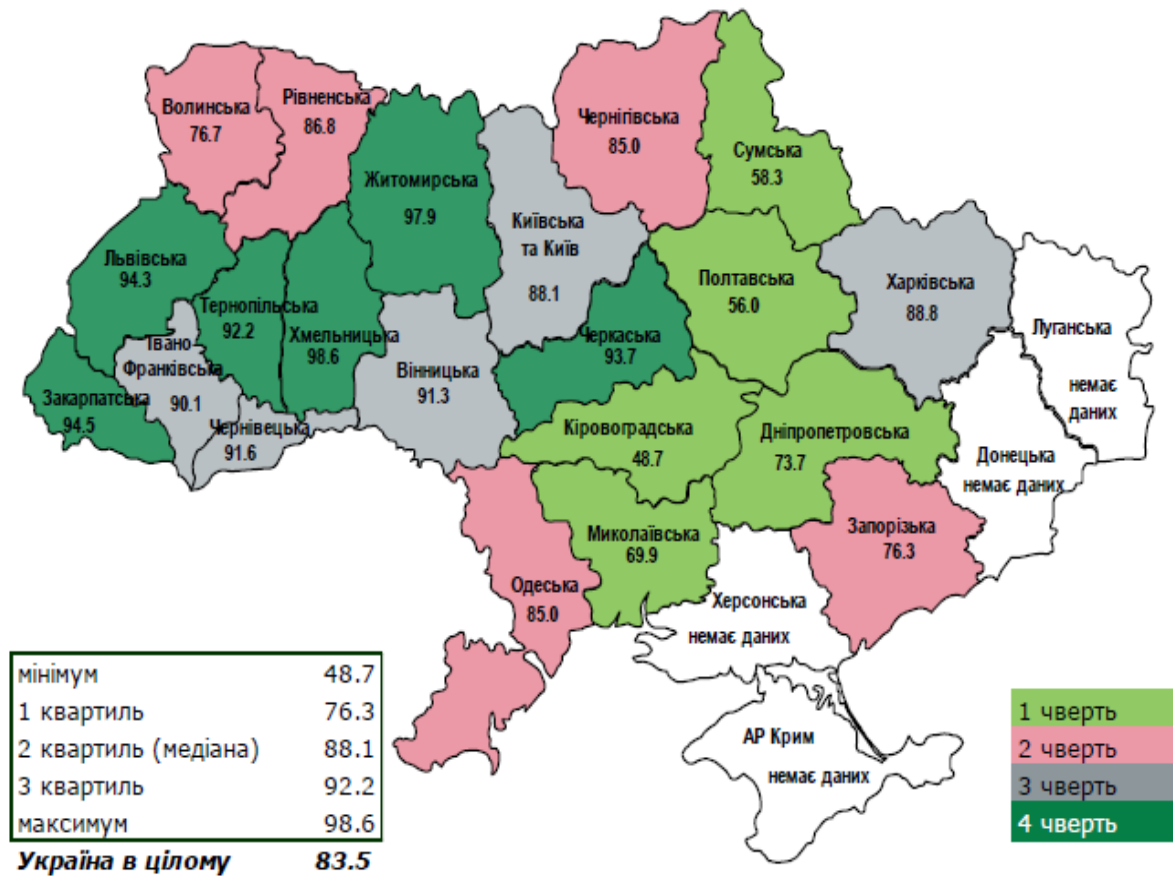 Волинська
76.7
Рівненська
86.8
Житомирська
97.9
Київська
та Київ
88.1
Чернігівська
85.0
Сумська
58.3
Львівська
94.3
Тернопільська
92.2
Хмельницька
98.6
Івано-
Франківська
90.1
Закарпатська
94.5
Чернівецька
91.6
Вінницька
91.3
Черкаська
93.7
Полтавська
56.0
Харківська
88.8
Луганська
немає
даних
Донецька
немає даних
Кіровоградська
48.7
Дніпропетровська
73.7
Запорізька
76.3
Миколаївська
69.9
Одеська
85.0
Херсонська
немає даних
АР Крим
немає даних
мінімум 48.7
1 квартиль 76.3
2 квартиль (медіана) 88.1
3 квартиль 92.2
максимум 98.6
Україна в цілому 83.5
1 чверть
2 чверть
3 чверть
4 чверть